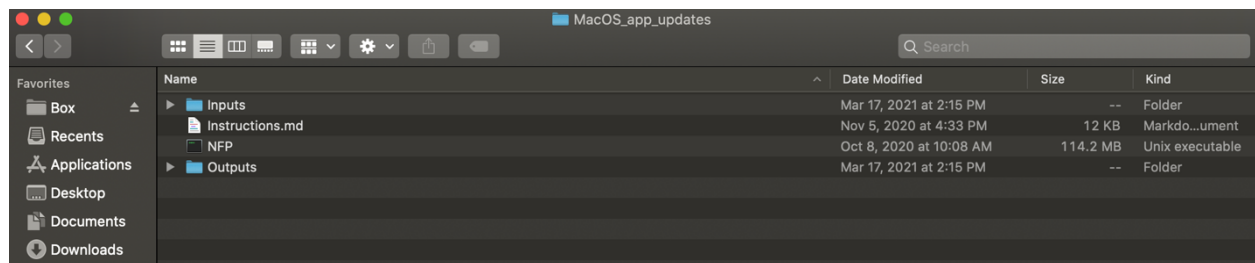 MacOS_app_updates
Search
Favorites
Box
Recents
Applications
Desktop
Documents
Downloads
Name Date Modified Size Kind
Inputs Mar 17, 2021 at 2:15 PM -- Folder
Instructions.md Nov 5, 2020 at 4:33 PM 12 KB Markdo...ument
NFP Oct 8, 2020 at 10:08 AM 114.2 MB Unix executable
Outputs Mar 17, 2021 at 2:15 PM -- Folder